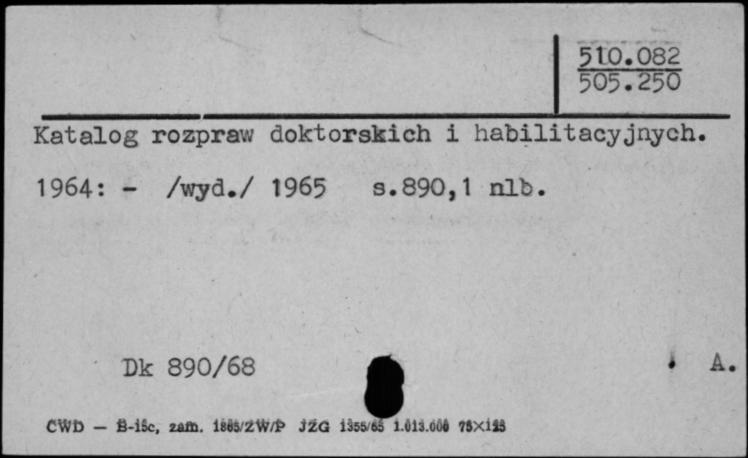 510.082
505.250
Katalog rozpraw doktorskich i habilitacyjnych.
1964: - /wyd./ 1965 s.890,1 nlb.
Dk 890/68
A.
CWD — B-15c, zam. 1865/ZW/P JZG 1355/65 1.013.000 75×125